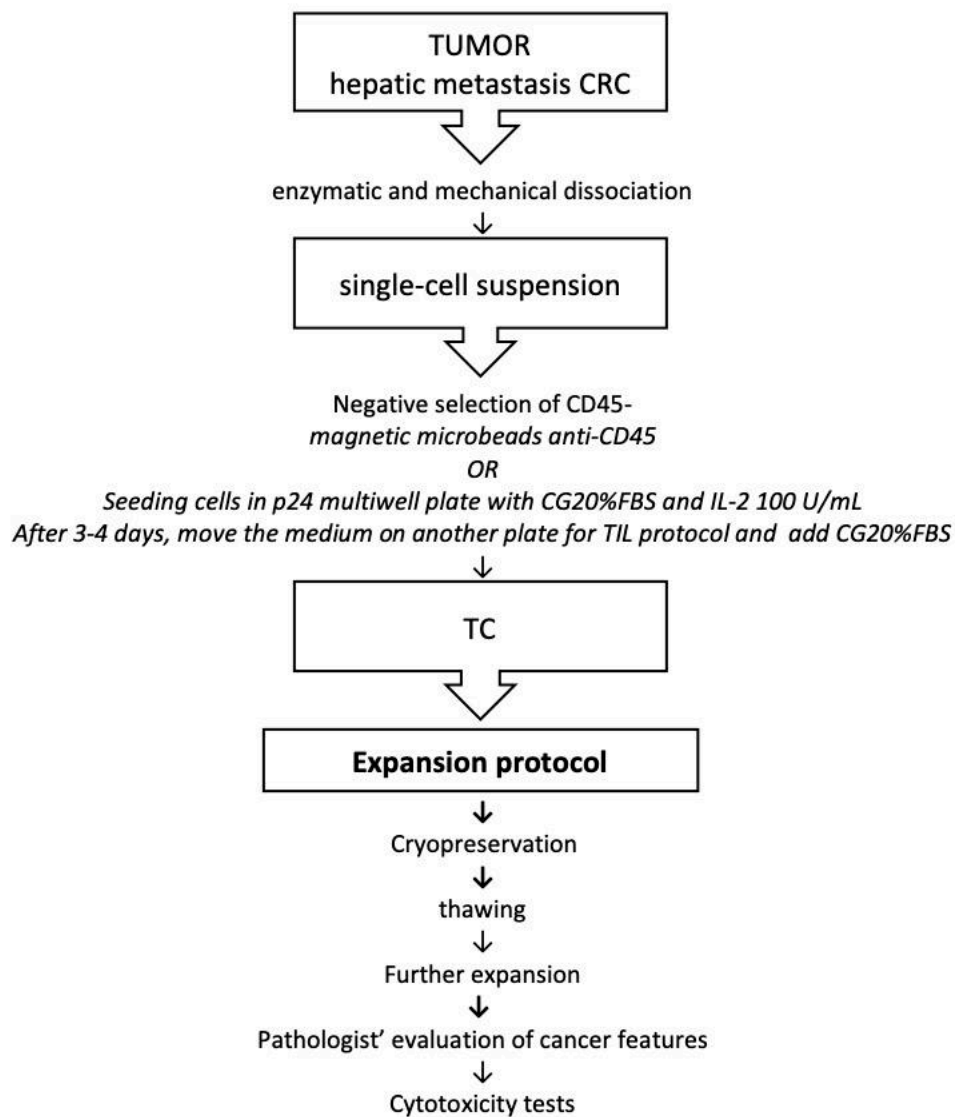 TUMOR
hepatic metastasis CRC
enzymatic and mechanical dissociation
single-cell suspension
Negative selection of CD45-
magnetic microbeads anti-CD45
OR
Seeding cells in p24 multiwell plate with CG20%FBS and IL-2 100 U/mL
After 3-4 days, move the medium on another plate for TIL protocol and add CG20%FBS
TC
Expansion protocol
Cryopreservation
thawing
Further expansion
Pathologist’ evaluation of cancer features
Cytotoxicity tests